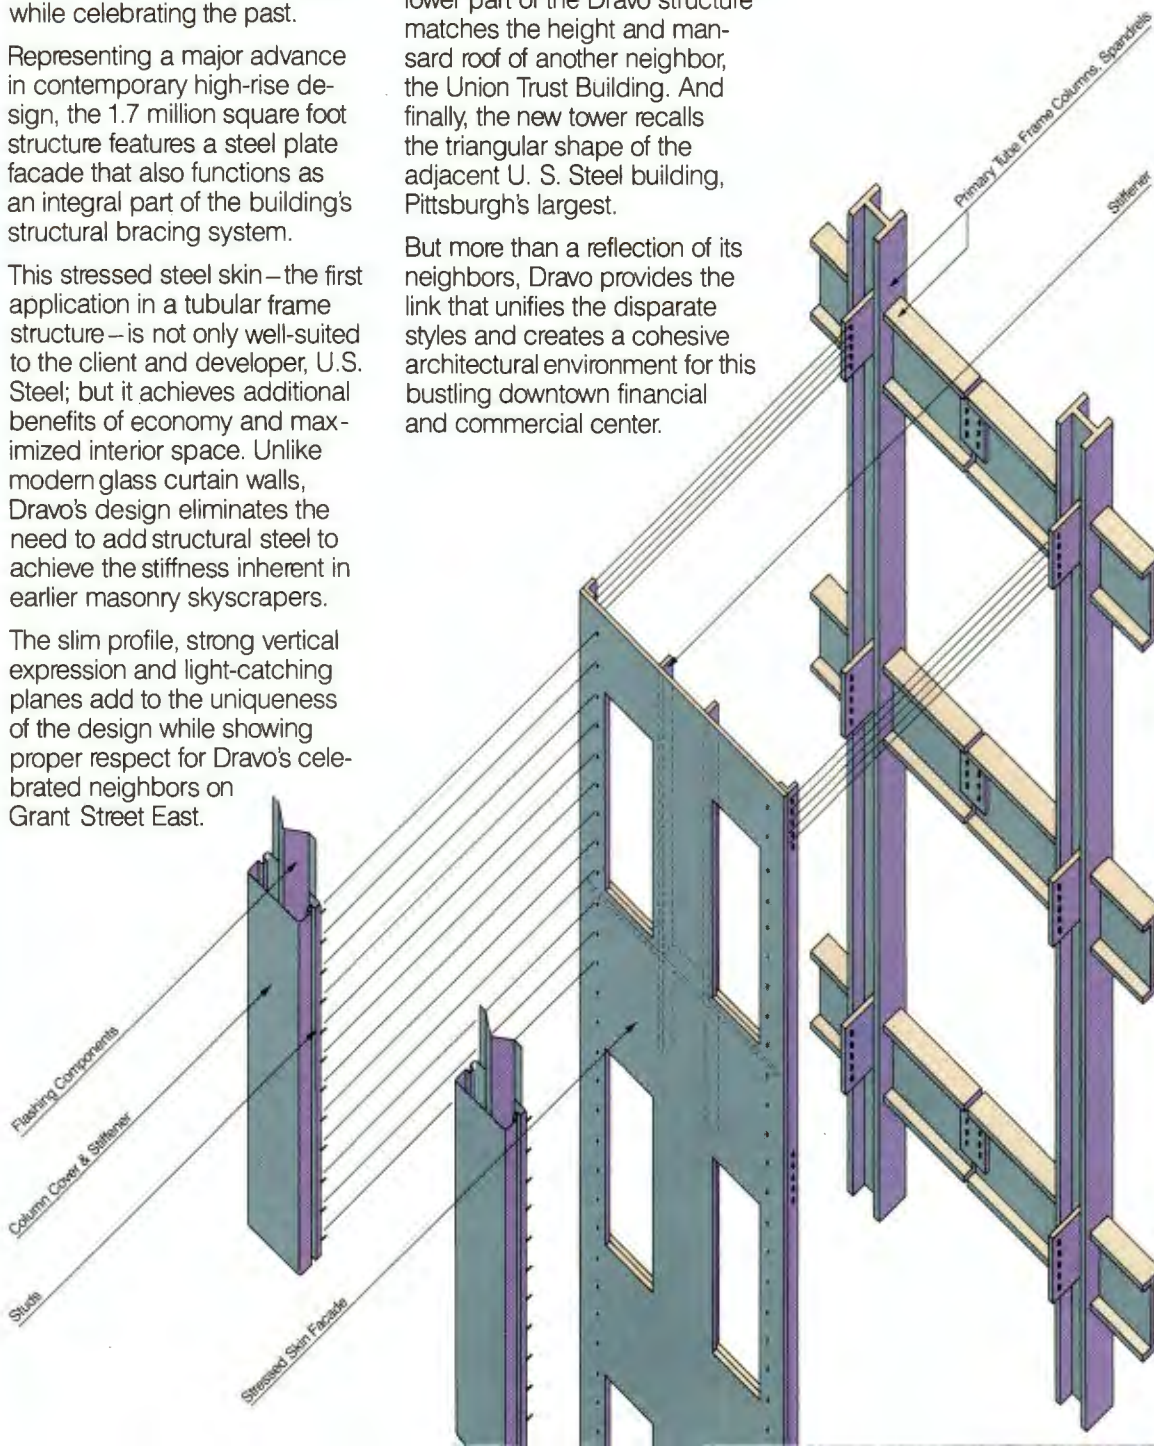 while celebrating the past.
Representing a major advance
in contemporary high-rise de-
sign, the 1.7 million square foot
structure features a steel plate
facade that also functions as
an integral part of the building's
structural bracing system.
This stressed steel skin–the first
application in a tubular frame
structure–is not only well-suited
to the client and developer, U.S.
Steel; but it achieves additional
benefits of economy and max-
imized interior space. Unlike
modern glass curtain walls,
Dravo's design eliminates the
need to add structural steel to
achieve the stiffness inherent in
earlier masonry skyscrapers.
The slim profile, strong vertical
expression and light-catching
planes add to the uniqueness
of the design while showing
proper respect for Dravo's cele-
brated neighbors on
Grant Street East.
lower part of the Dravo structure
matches the height and man-
sard roof of another neighbor,
the Union Trust Building. And
finally, the new tower recalls
the triangular shape of the
adjacent U. S. Steel building,
Pittsburgh's largest.
But more than a reflection of its
neighbors, Dravo provides the
link that unifies the disparate
styles and creates a cohesive
architectural environment for this
bustling downtown financial
and commercial center.
Primary Tube Frame Columns, Spandrels
Stiffener
Flashing Components
Column Cover & Stiffener
Studs
Stressed Skin Facade